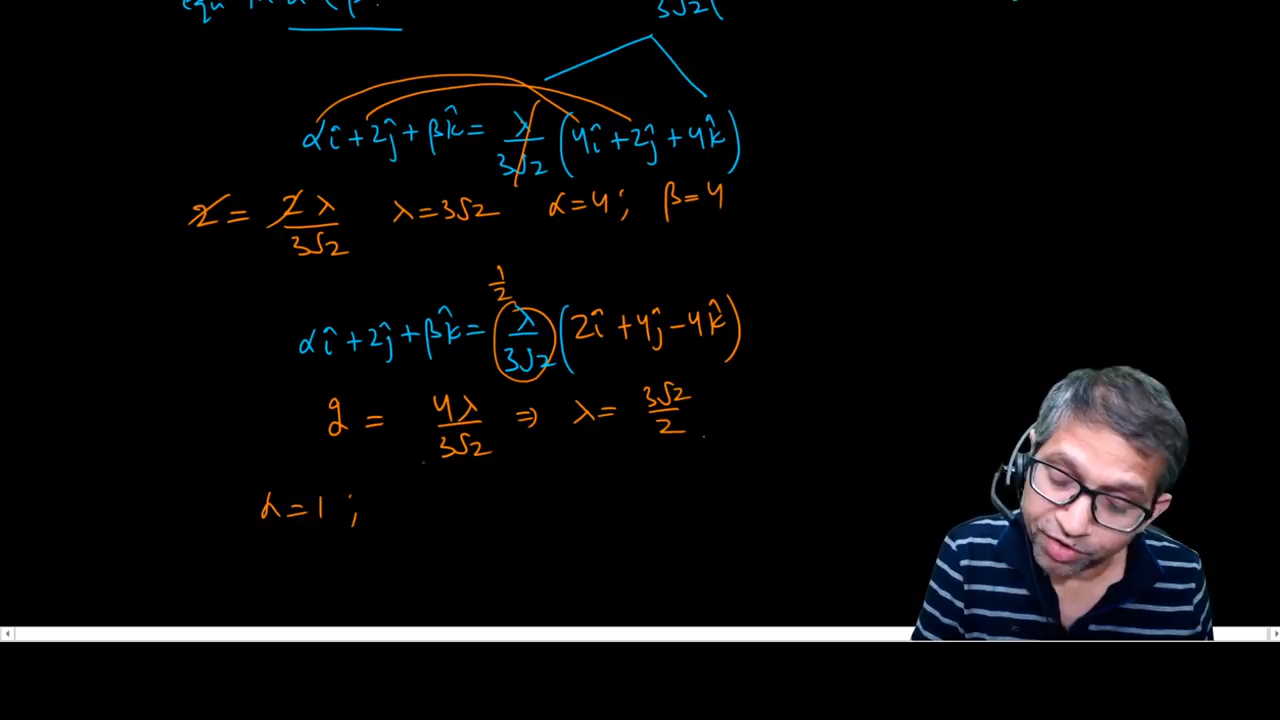 3√2(
αî + 2ĵ + βk̂ = λ/3√2 (4î + 2ĵ + 4k̂)
2 = 2λ/3√2 λ = 3√2 α = 4; β = 4
1/2
αî + 2ĵ + βk̂ = λ/3√2 (2î + 4ĵ - 4k̂)
2 = 4λ/3√2 ⇒ λ = 3√2/2
α = 1 ;